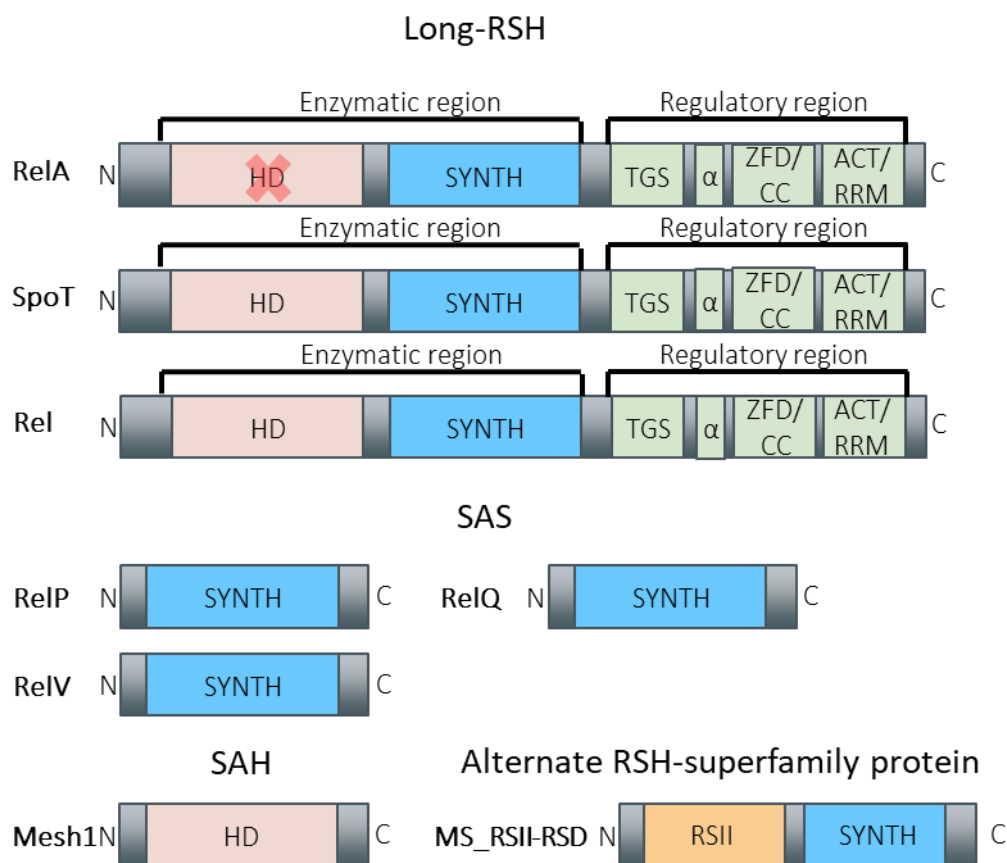 Long-RSH
Enzymatic region Regulatory region
RelA N HD SYNTH TGS α ZFD/ CC ACT/ RRM C
Enzymatic region Regulatory region
SpoT N HD SYNTH TGS α ZFD/ CC ACT/ RRM C
Enzymatic region Regulatory region
Rel N HD SYNTH TGS α ZFD/ CC ACT/ RRM C
SAS
RelP N SYNTH C RelQ N SYNTH C
RelV N SYNTH C
SAH Alternate RSH-superfamily protein
Mesh1 N HD C MS_RSII-RSD N RSII SYNTH C